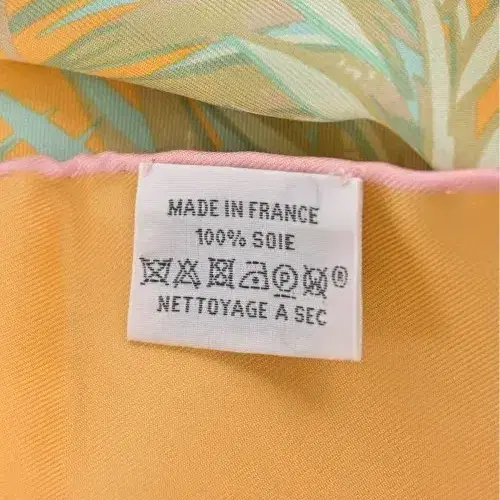 MADE IN FRANCE
100% SOIE
P W ®
NETTOYAGE A SEC